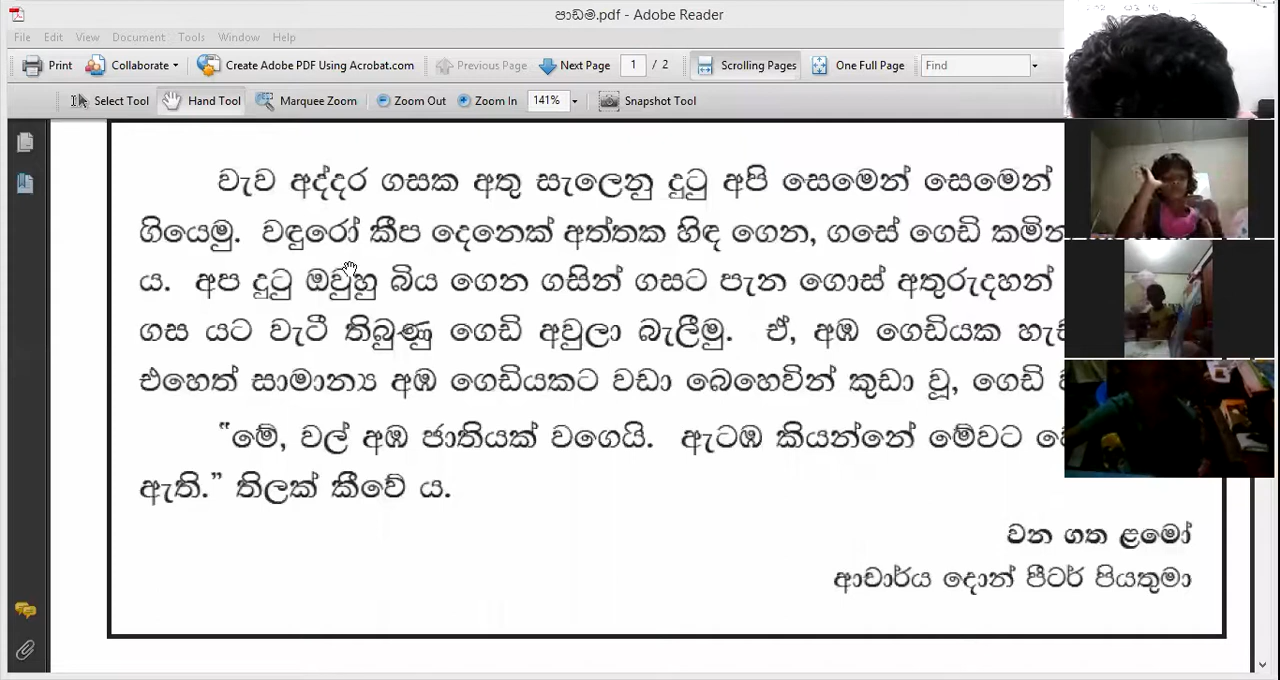 පාඩම.pdf - Adobe Reader
File Edit View Document Tools Window Help
Print Collaborate Create Adobe PDF Using Acrobat.com Previous Page Next Page 1 / 2 Scrolling Pages One Full Page Find
Select Tool Hand Tool Marquee Zoom Zoom Out Zoom In 141% Snapshot Tool
වැව අද්දර ගසක අතු සැලෙනු දුටු අපි සෙමෙන් සෙමෙන්
ගියෙමු. වඳුරෝ කීප දෙනෙක් අත්තක හිඳ ගෙන, ගසේ ගෙඩි
ය. අප දුටු ඔවුහු බිය ගෙන ගසින් ගසට පැන ගොස් අතුරුදහන්
ගස යට වැටී තිබුණු ගෙඩි අවුලා බැලීමු. ඒ, අඹ ගෙඩියක
එහෙත් සාමාන්‍ය අඹ ගෙඩියකට වඩා බෙහෙවින් කුඩා වූ, ගෙඩි
“මේ, වල් අඹ ජාතියක් වගෙයි. ඇටඹ කියන්නේ මේවට
ඇති.” තිලක් කීවේ ය.
වන ගත ළමෝ
ආචාර්ය දොන් පීටර් පියතුමා